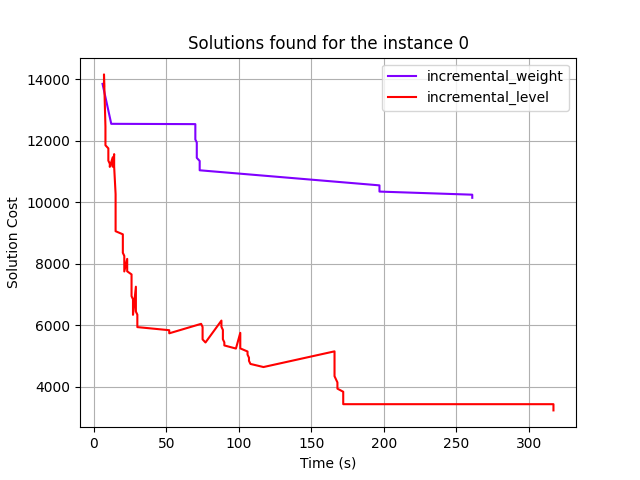 Solutions found for the instance 0
incremental_weight
incremental_level
Solution Cost
14000
12000
10000
8000
6000
4000
0
50
100
150
200
250
300
Time (s)